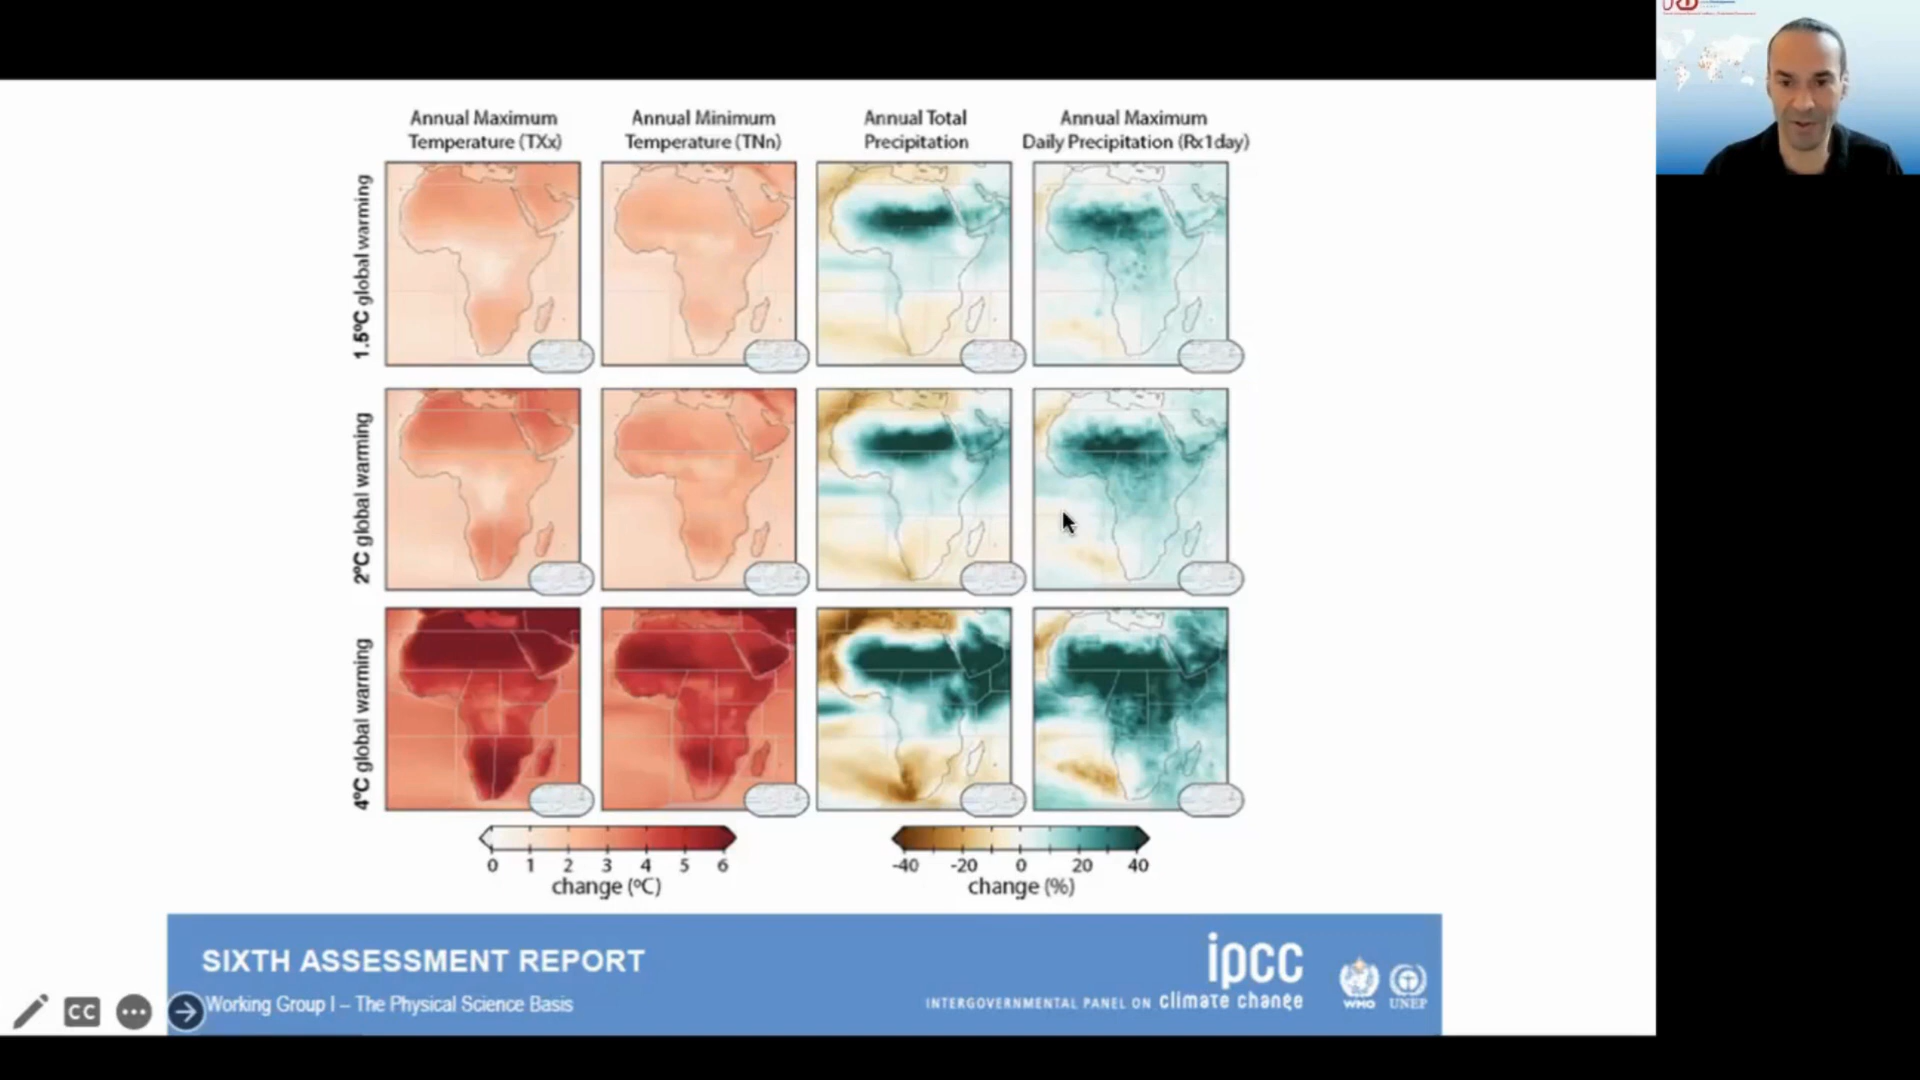 Annual Maximum
Temperature (TXx)
Annual Minimum
Temperature (TNn)
Annual Total
Precipitation
Annual Maximum
Daily Precipitation (Rx1day)
1.5°C global warming
2°C global warming
4°C global warming
0 1 2 3 4 5 6
change (°C)
-40 -20 0 20 40
change (%)
SIXTH ASSESSMENT REPORT
Working Group I – The Physical Science Basis
ipcc
INTERGOVERNMENTAL PANEL ON climate change
WMO
UNEP
CC